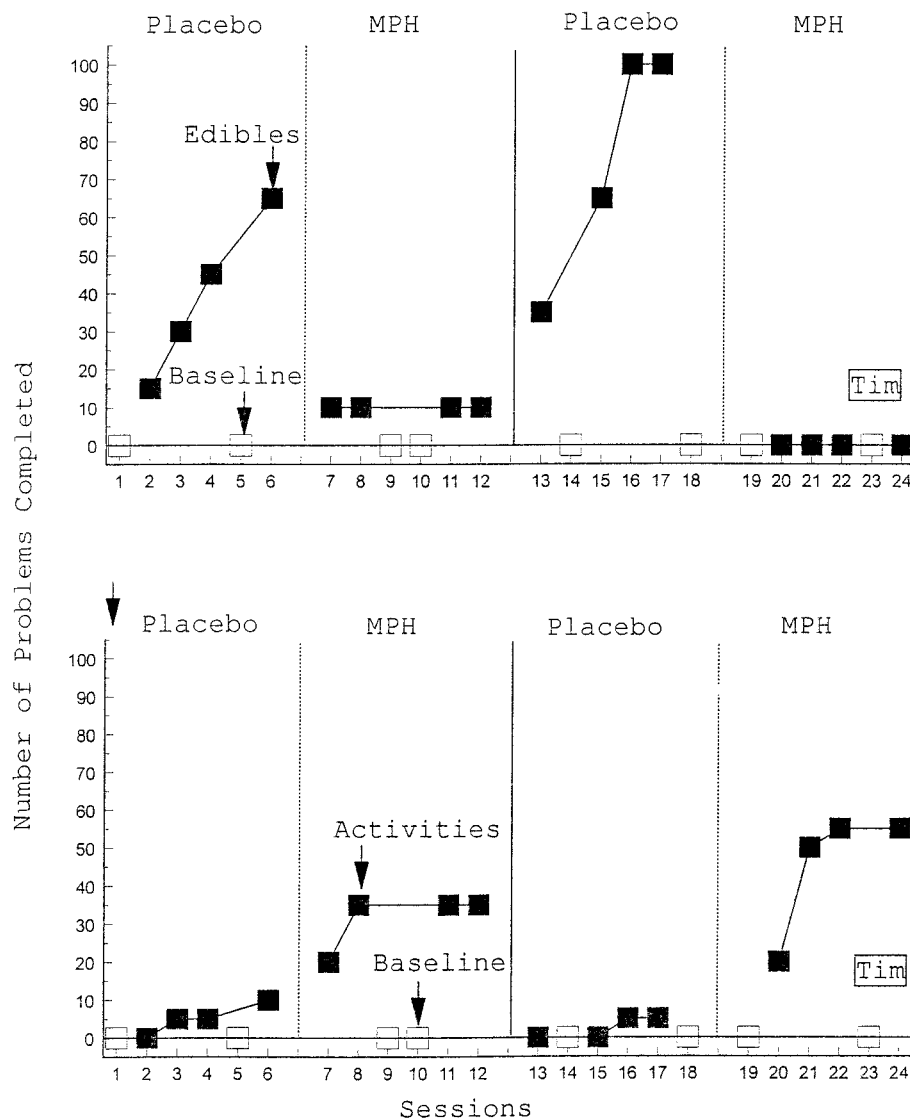 Placebo MPH Placebo MPH
100
90
80
70
60
50
40
30
20
10
0
Edibles
Baseline
Tim
1 2 3 4 5 6 7 8 9 10 11 12 13 14 15 16 17 18 19 20 21 22 23 24
Number of Problems Completed
Placebo MPH Placebo MPH
100
90
80
70
60
50
40
30
20
10
0
Activities
Baseline
Tim
1 2 3 4 5 6 7 8 9 10 11 12 13 14 15 16 17 18 19 20 21 22 23 24
Sessions